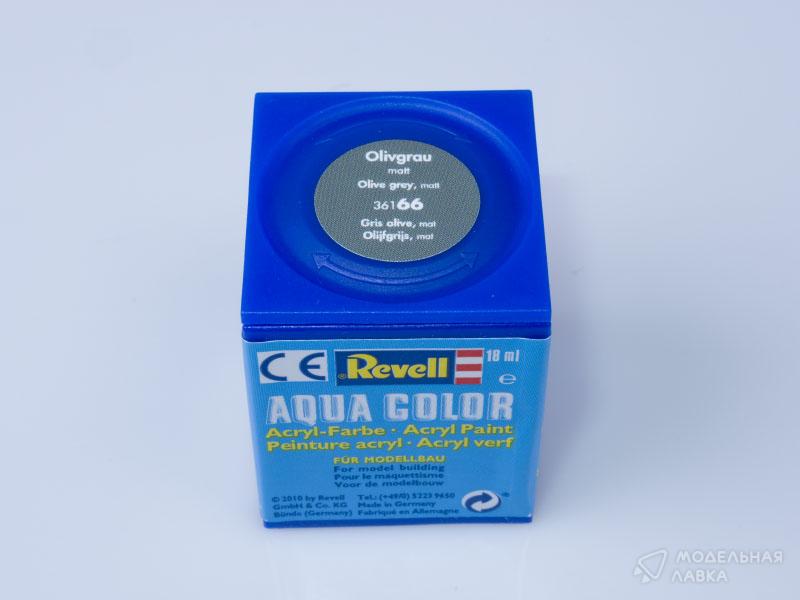 Olivgrau
matt
Olive grey, matt
36166
Gris olive, mat
Olijfgrijs, mat
CE Revell 18 ml
e
AQUA COLOR
Acryl-Farbe · Acryl Paint
Peinture acryl · Acryl verf
FÜR MODELLBAU
For model building
Pour le maquettisme
Voor de modelbouw
© 2010 by Revell Tel.: (+49/0) 5223 9650
GmbH & Co. KG Made in Germany
Bünde (Germany) Fabriqué en Allemagne
МОДЕЛЬНАЯ
ЛАВКА